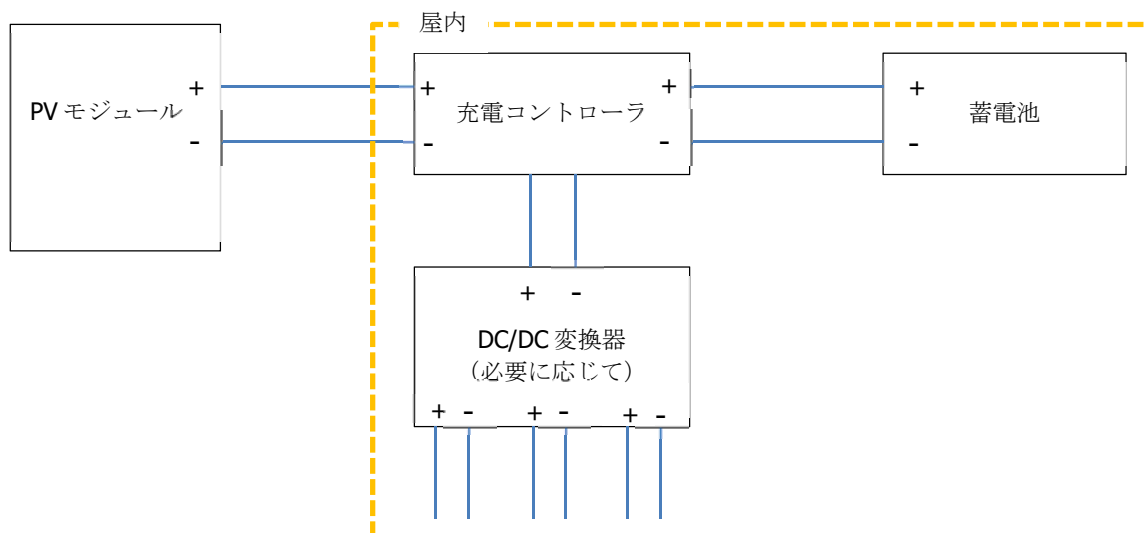 屋内
PV モジュール
+
-
+
-
充電コントローラ
+
-
+
-
蓄電池
+ -
DC/DC 変換器
（必要に応じて）
+ - + - + -